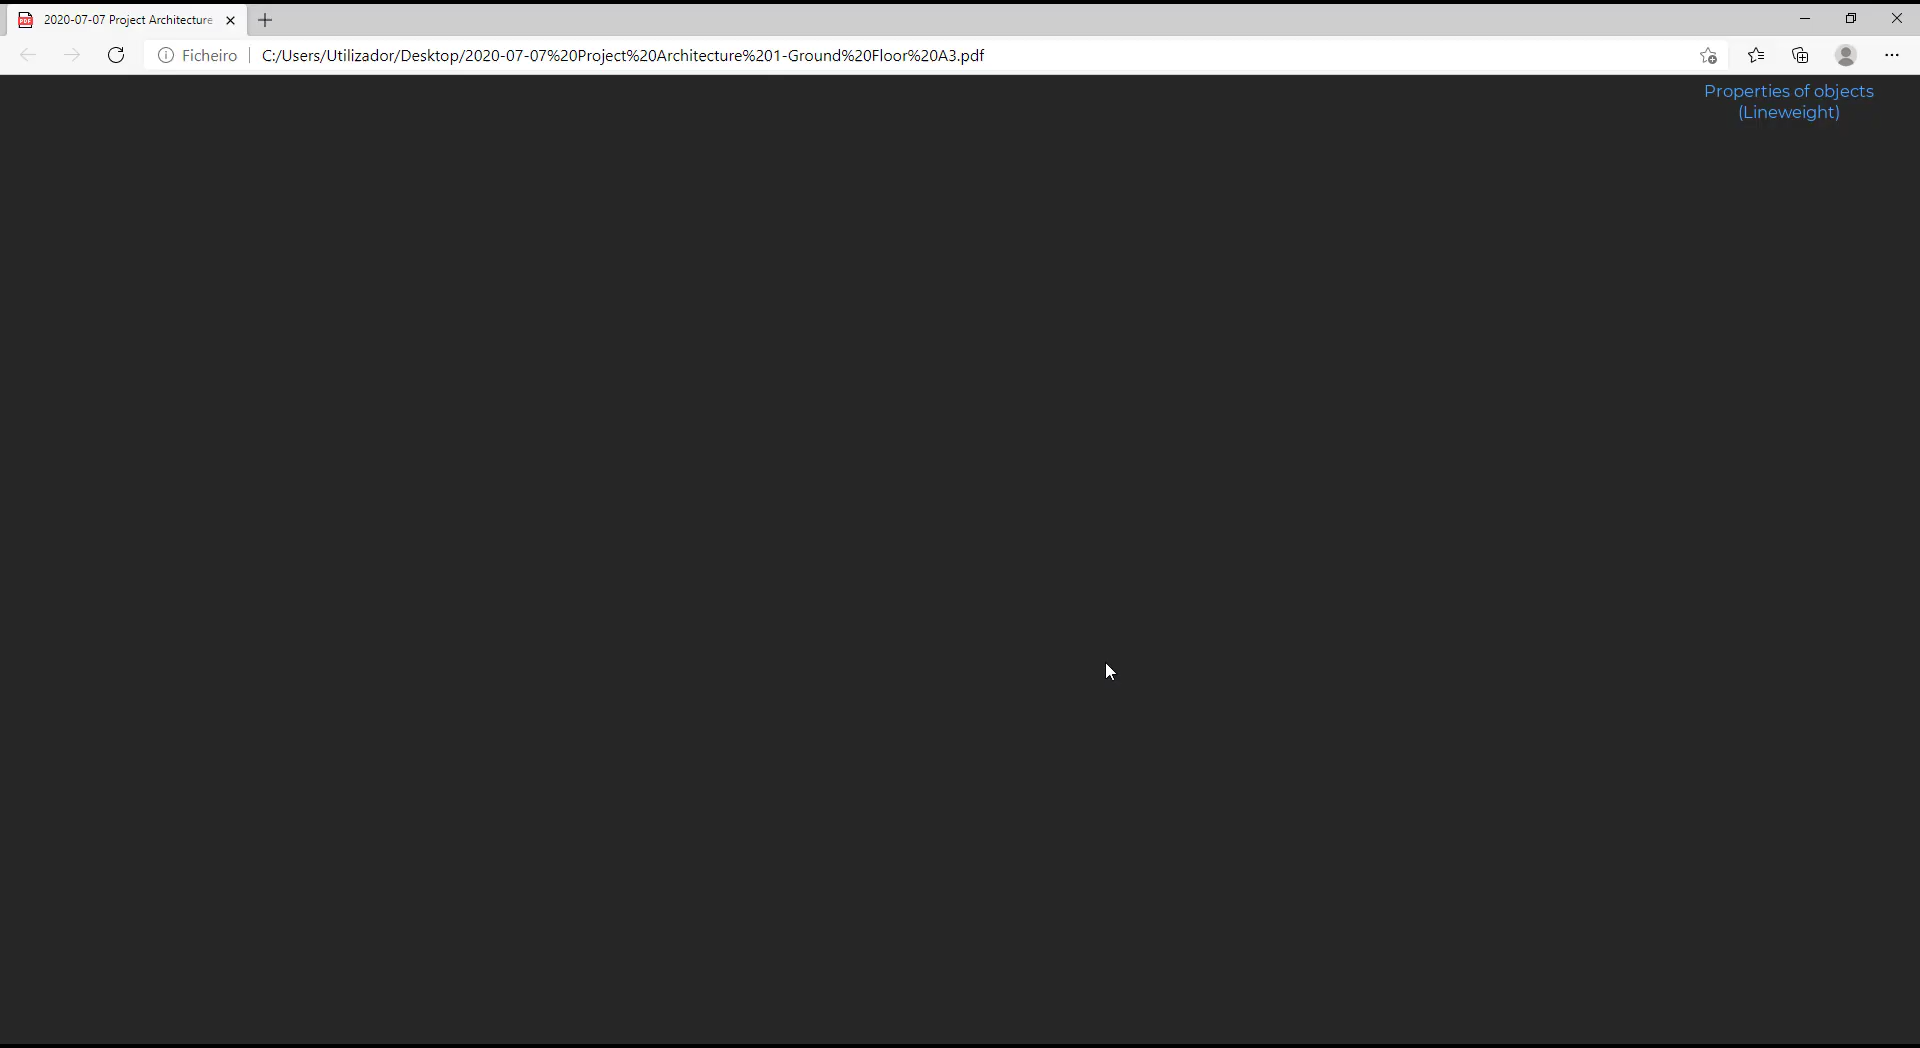 2020-07-07 Project Architecture
Ficheiro
C:/Users/Utilizador/Desktop/2020-07-07%20Project%20Architecture%201-Ground%20Floor%20A3.pdf
Properties of objects
(Lineweight)